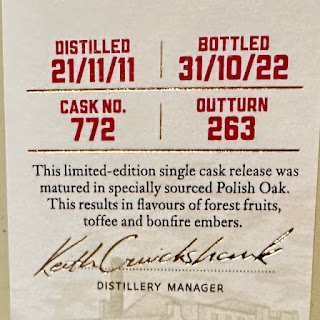 DISTILLED BOTTLED
21/11/11 31/10/22
CASK NO. OUTTURN
772 263
This limited-edition single cask release was
matured in specially sourced Polish Oak.
This results in flavours of forest fruits,
toffee and bonfire embers.
Keith Cruickshank
DISTILLERY MANAGER